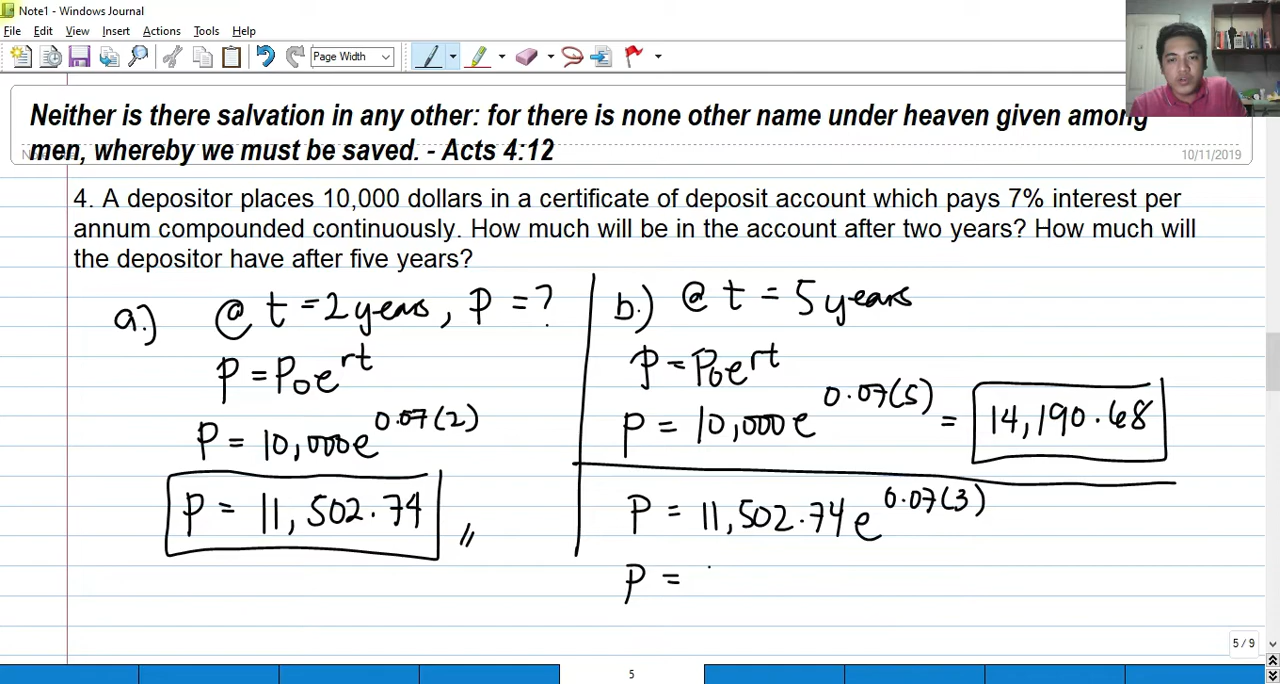 Note1 - Windows Journal
File Edit View Insert Actions Tools Help
Page Width
Neither is there salvation in any other: for there is none other name under heaven given among
men, whereby we must be saved. - Acts 4:12
10/11/2019
4. A depositor places 10,000 dollars in a certificate of deposit account which pays 7% interest per
annum compounded continuously. How much will be in the account after two years? How much will
the depositor have after five years?
a.) @ t = 2 years, P = ?
P = P₀e^rt
P = 10,000e^0.07(2)
P = 11,502.74 //
b.) @ t = 5 years
P = P₀e^rt
P = 10,000e^0.07(5) = 14,190.68
P = 11,502.74e^0.07(3)
P =
5 / 9
5